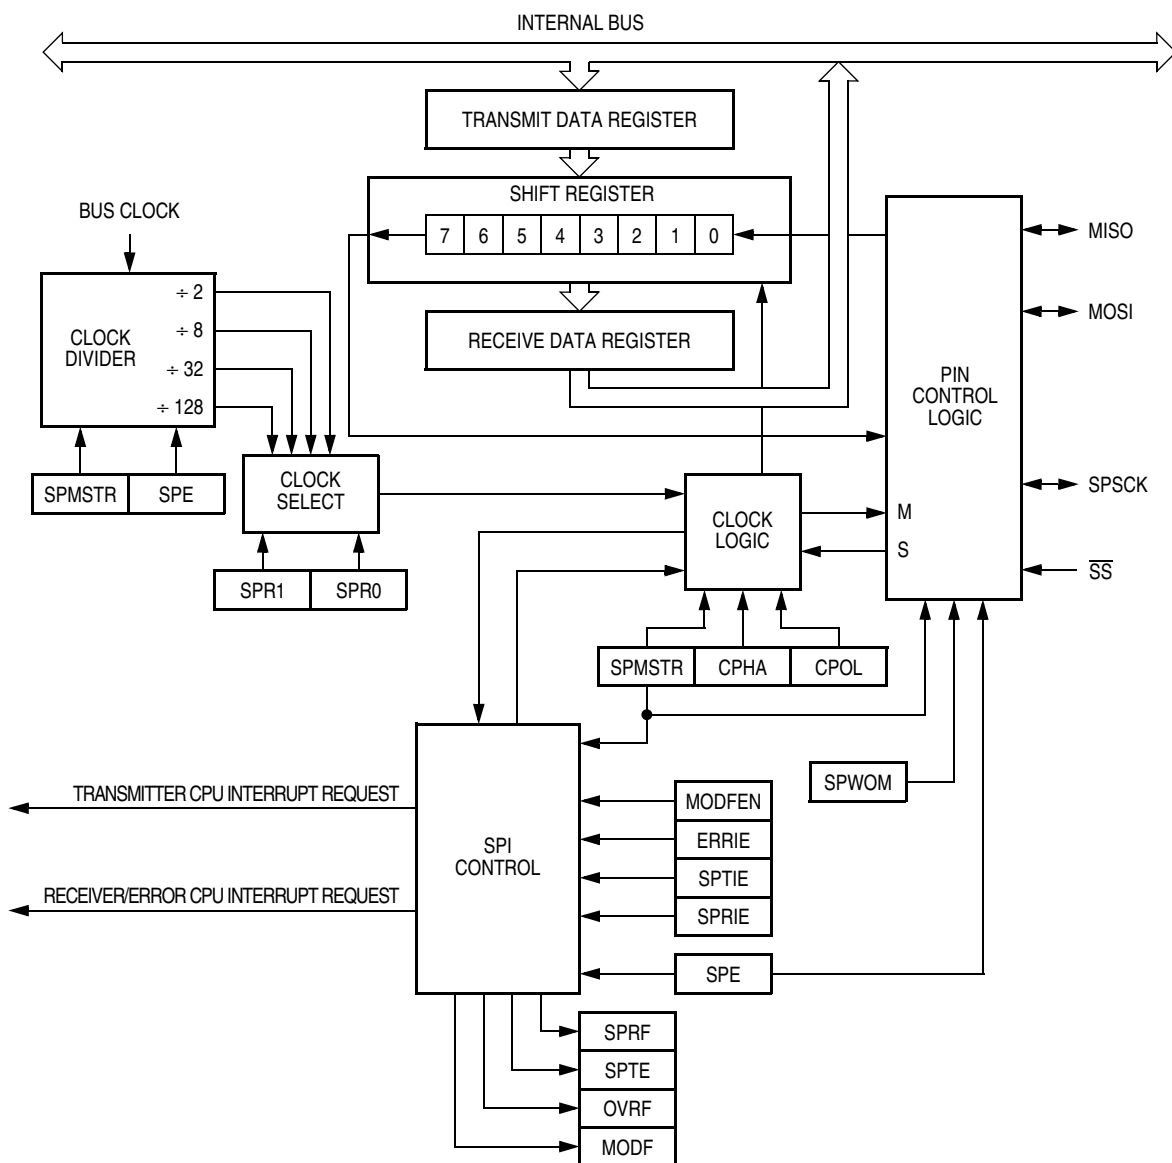 INTERNAL BUS
TRANSMIT DATA REGISTER
SHIFT REGISTER
7 6 5 4 3 2 1 0
RECEIVE DATA REGISTER
BUS CLOCK
÷ 2
÷ 8
÷ 32
÷ 128
CLOCK
DIVIDER
SPMSTR SPE
CLOCK
SELECT
SPR1 SPR0
CLOCK
LOGIC
SPMSTR CPHA CPOL
PIN
CONTROL
LOGIC
M
S
MISO
MOSI
SPSCK
S̅S̅
SPWOM
TRANSMITTER CPU INTERRUPT REQUEST
RECEIVER/ERROR CPU INTERRUPT REQUEST
SPI
CONTROL
MODFEN
ERRIE
SPTIE
SPRIE
SPE
SPRF
SPTE
OVRF
MODF